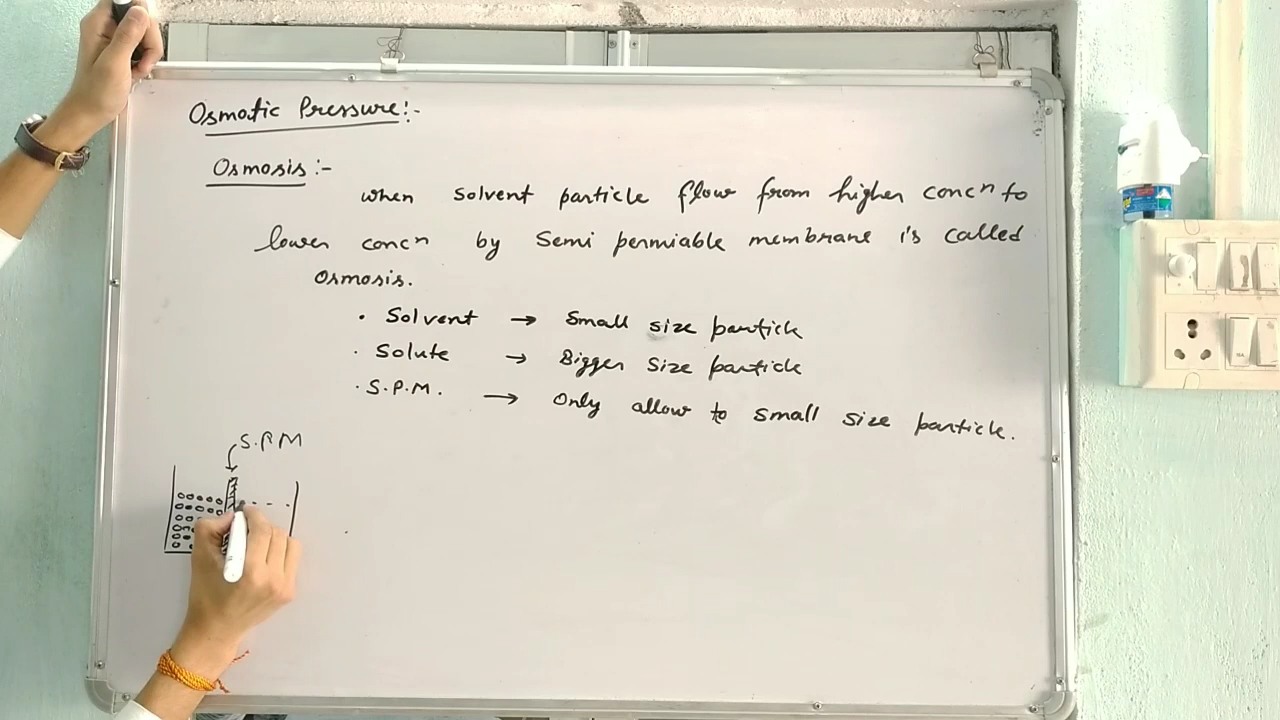 Osmotic Pressure:-
Osmosis :-
when solvent particle flow from higher concⁿ to
lower concⁿ by Semi permiable membrane is called
Osmosis.
• Solvent → Small size particle
• Solute → Bigger Size particle
• S.P.M. → Only allow to small size particle.
S.P.M